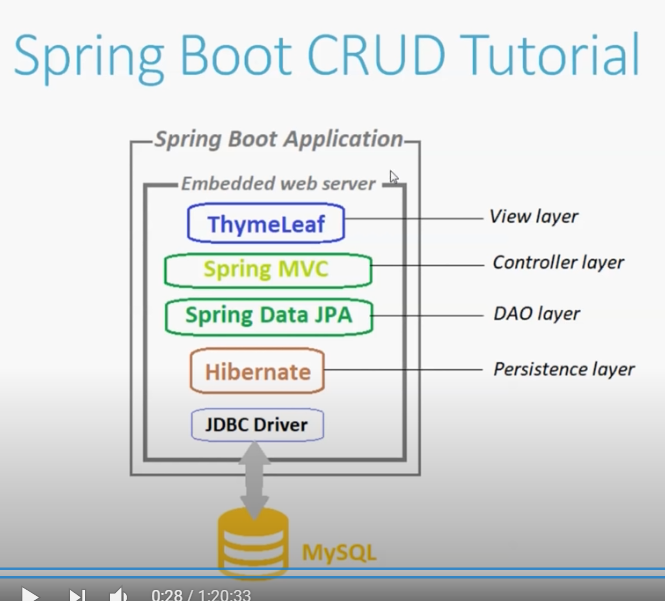 Spring Boot CRUD Tutorial
Spring Boot Application
Embedded web server
ThymeLeaf
View layer
Spring MVC
Controller layer
Spring Data JPA
DAO layer
Hibernate
Persistence layer
JDBC Driver
MySQL
0:28 / 1:20:33